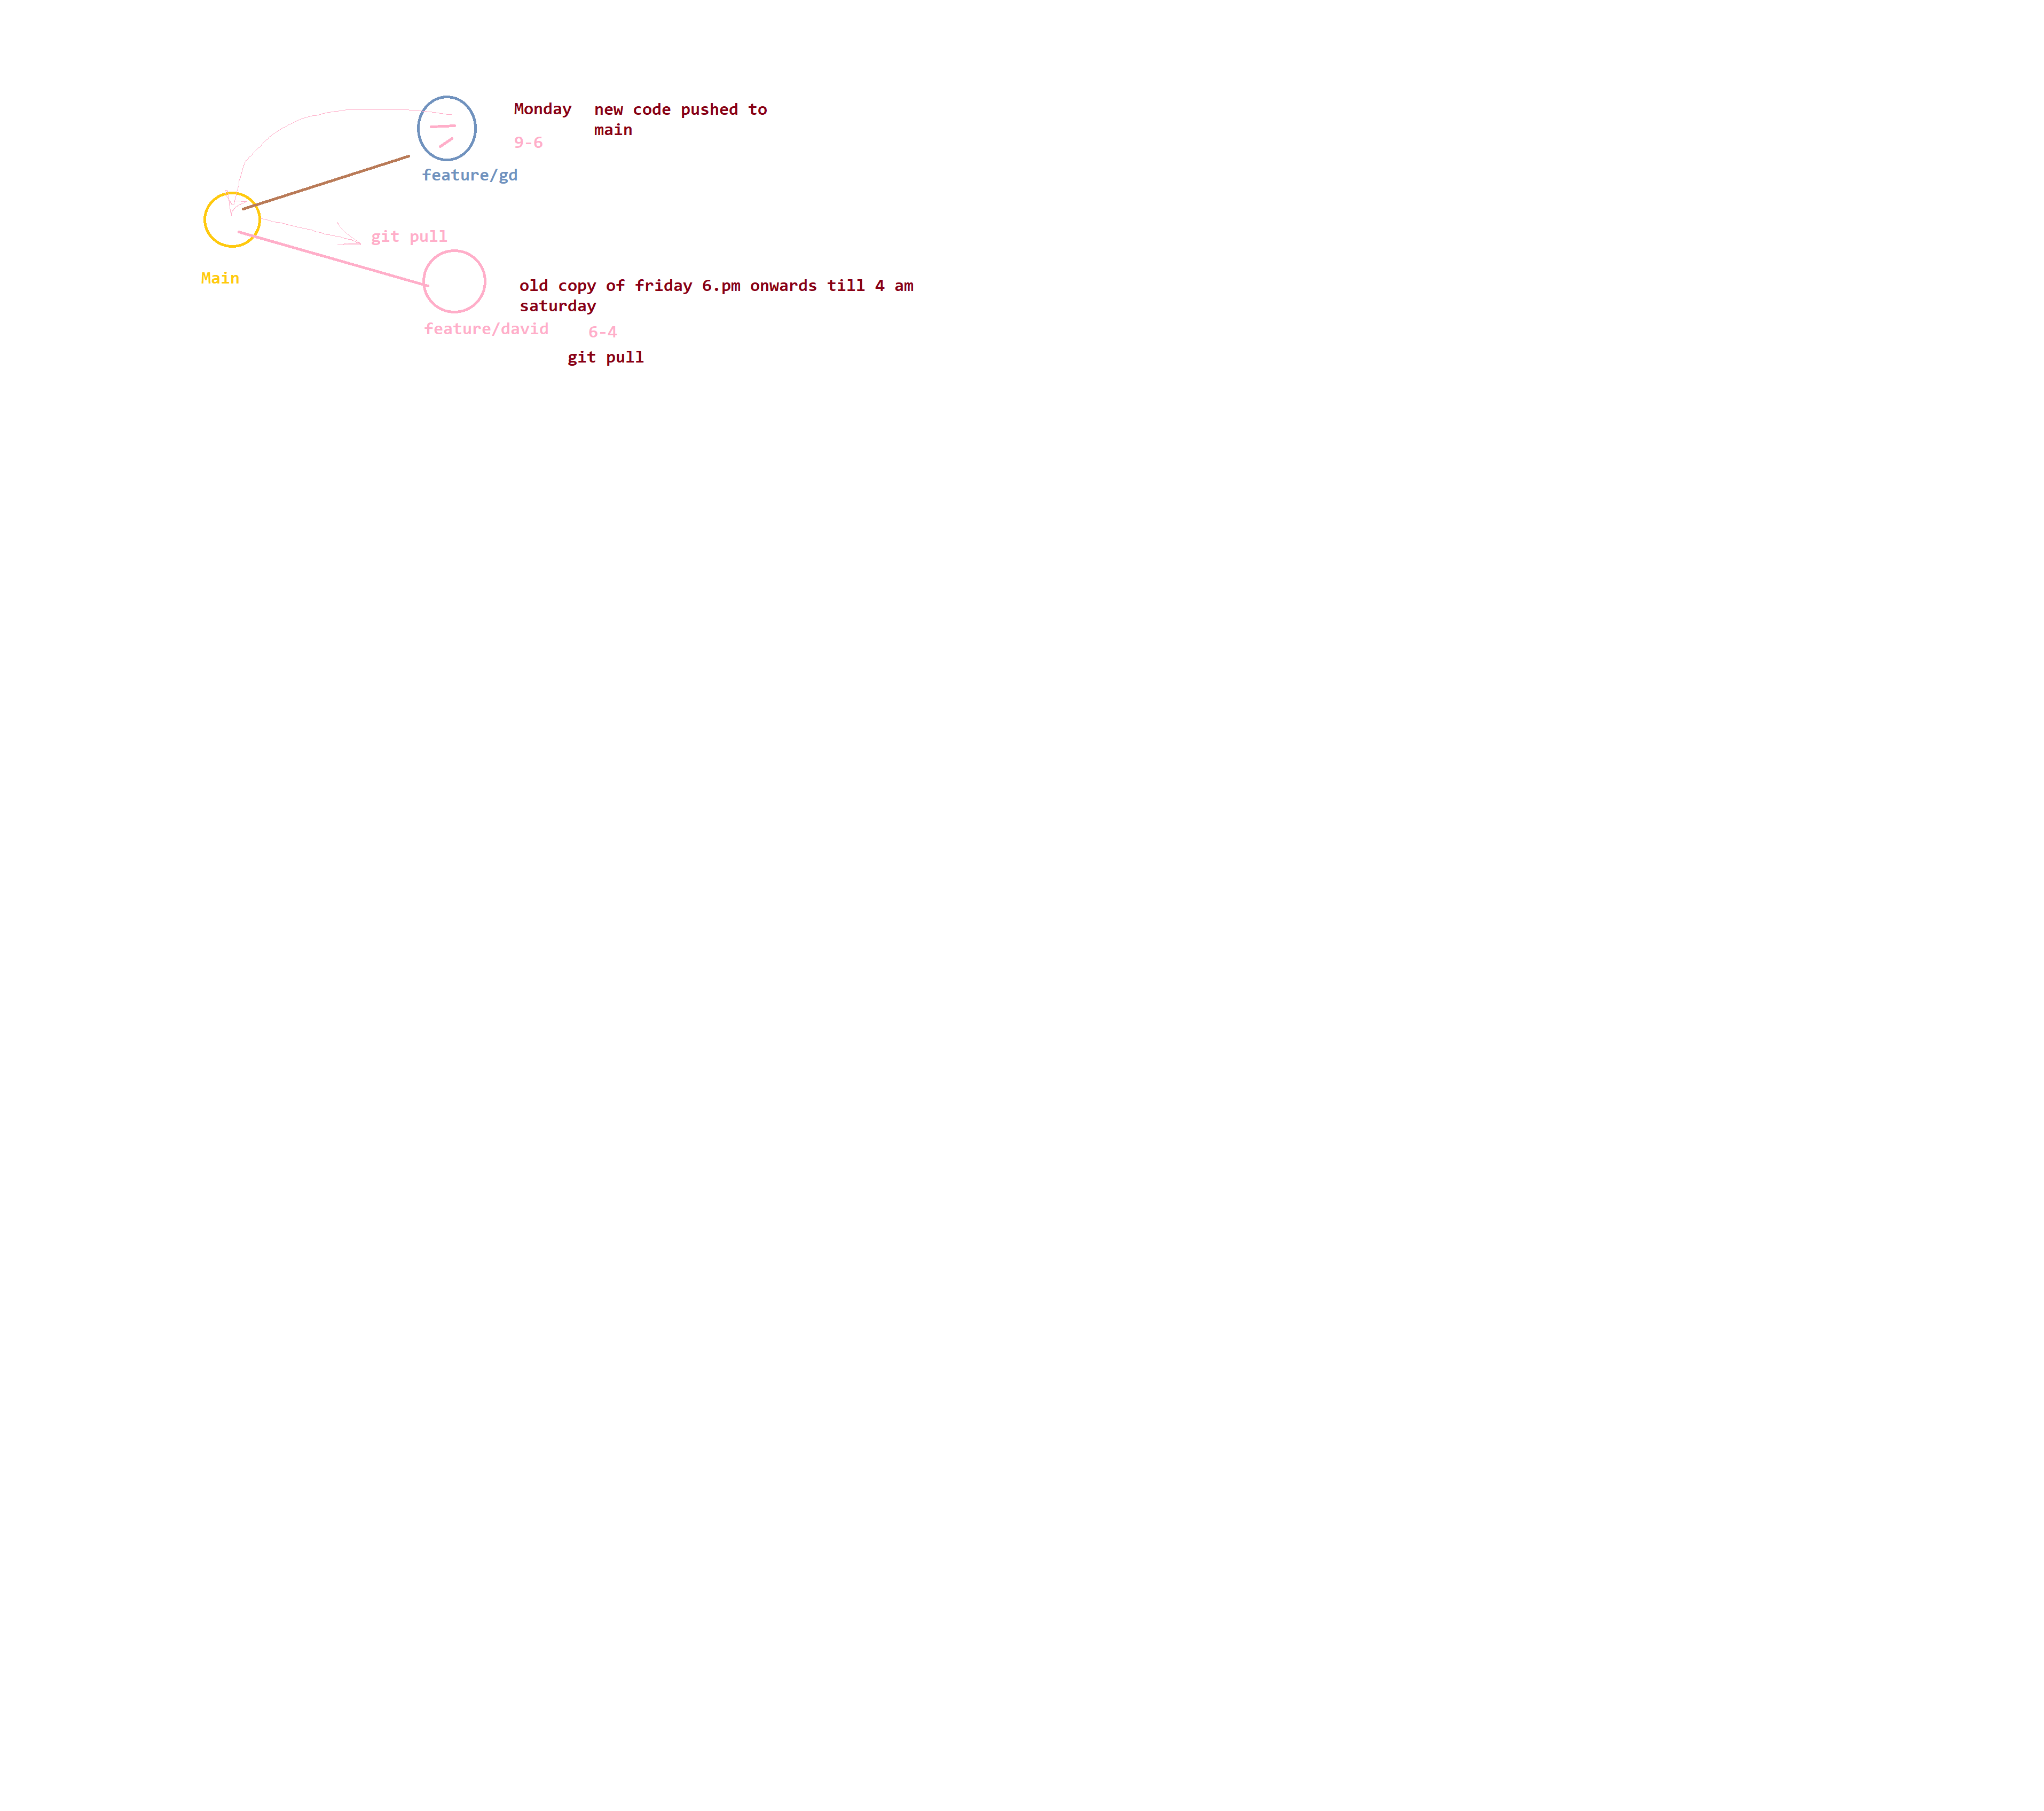 Monday
new code pushed to
main
9-6
feature/gd
git pull
Main
old copy of friday 6.pm onwards till 4 am
saturday
feature/david
6-4
git pull